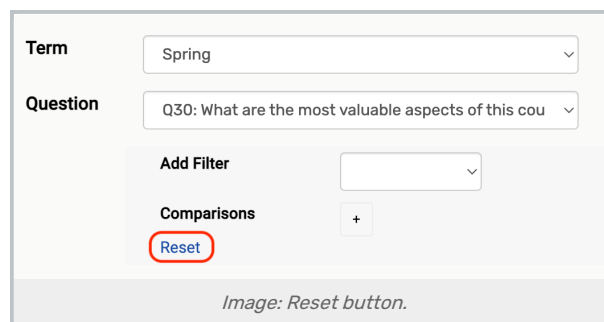 Term
Spring
Question
Q30: What are the most valuable aspects of this cou
Add Filter
Comparisons
+
Reset
Image: Reset button.